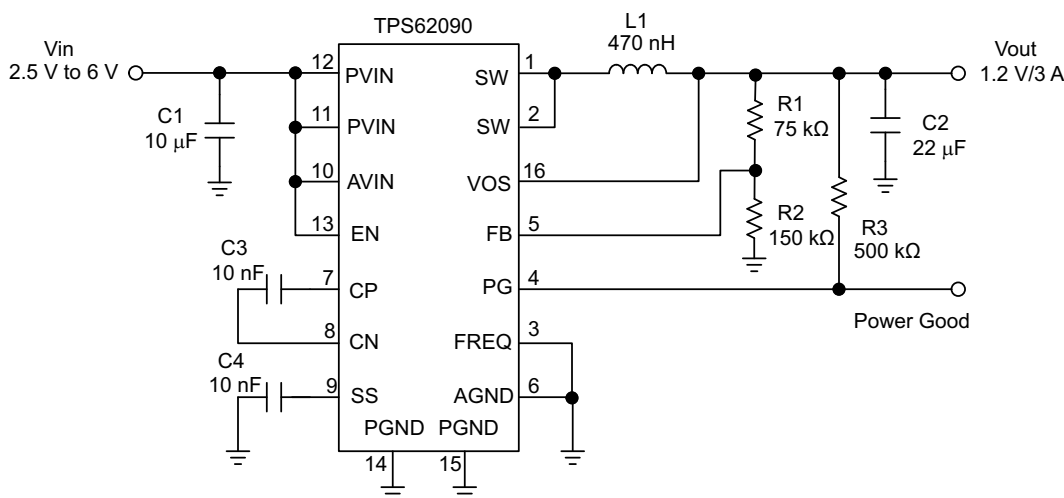 TPS62090
L1
470 nH
Vin
2.5 V to 6 V
Vout
1.2 V/3 A
12 PVIN SW 1
C1
10 μF
R1
75 kΩ
C2
22 μF
11 PVIN SW 2
10 AVIN VOS 16
13 EN FB 5
R2
150 kΩ
R3
500 kΩ
C3
10 nF
7 CP PG 4
Power Good
8 CN FREQ 3
C4
10 nF
9 SS AGND 6
PGND PGND
14 15